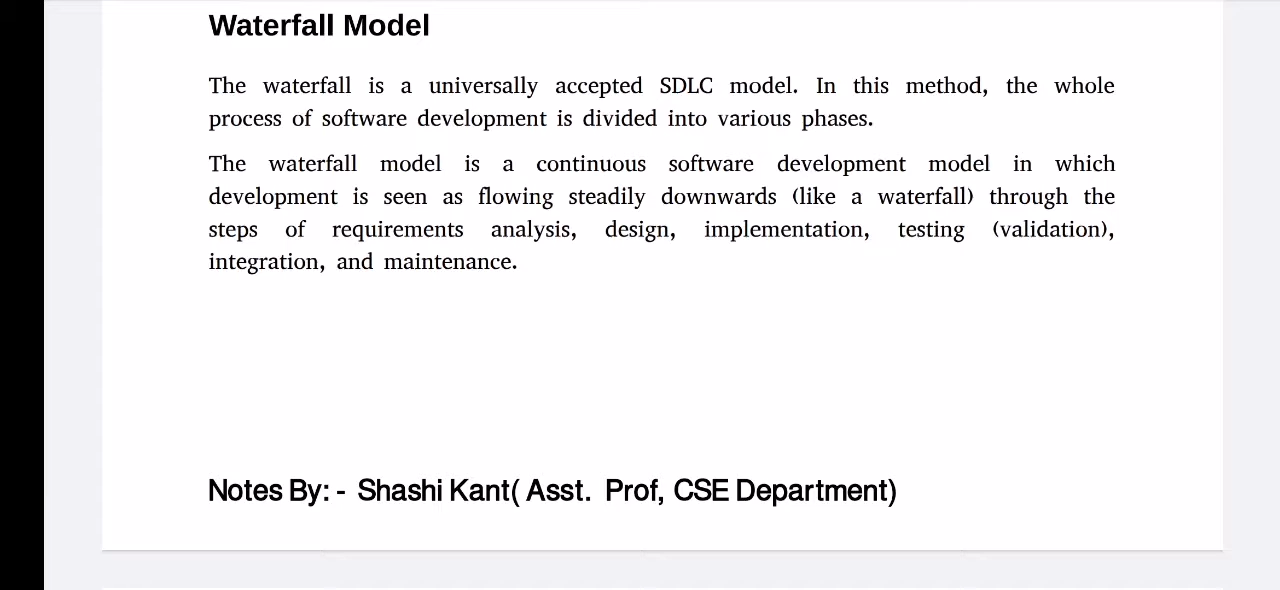 Waterfall Model
The waterfall is a universally accepted SDLC model. In this method, the whole
process of software development is divided into various phases.
The waterfall model is a continuous software development model in which
development is seen as flowing steadily downwards (like a waterfall) through the
steps of requirements analysis, design, implementation, testing (validation),
integration, and maintenance.
Notes By: - Shashi Kant( Asst. Prof, CSE Department)